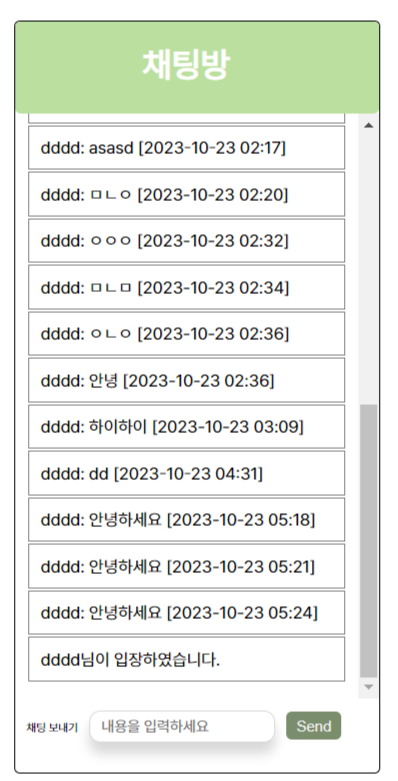 채팅방
dddd: asasd [2023-10-23 02:17]
dddd: ㅁㄴㅇ [2023-10-23 02:20]
dddd: ㅇㅇㅇ [2023-10-23 02:32]
dddd: ㅁㄴㅁ [2023-10-23 02:34]
dddd: ㅇㄴㅇ [2023-10-23 02:36]
dddd: 안녕 [2023-10-23 02:36]
dddd: 하이하이 [2023-10-23 03:09]
dddd: dd [2023-10-23 04:31]
dddd: 안녕하세요 [2023-10-23 05:18]
dddd: 안녕하세요 [2023-10-23 05:21]
dddd: 안녕하세요 [2023-10-23 05:24]
dddd님이 입장하였습니다.
채팅 보내기 내용을 입력하세요 Send